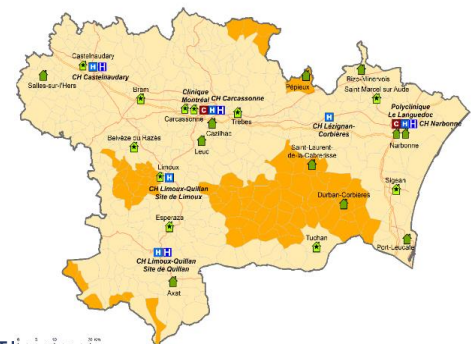 Castelnaudary
H H
CH Castelnaudary
Salles-sur-l'Hers
Bram
Clinique
Montréal
CH Carcassonne
C H H
Carcassonne
Trèbes
Cazilhac
Leuc
Belvèze du Razès
Pépieux
Bizo-Minervois
Saint Marcel sur Aude
Polyclinique
Le Languedoc
CH Narbonne
C H H
Narbonne
H
CH Lézignan-
Corbières
Saint-Laurent-
de-la-Cabrerisse
Limoux
H
CH Limoux-Quillan
Site de Limoux
Durban-Corbières
Sigean
Espéraza
Tuchan
Port-Leucate
H H
CH Limoux-Quillan
Site de Quillan
Axat